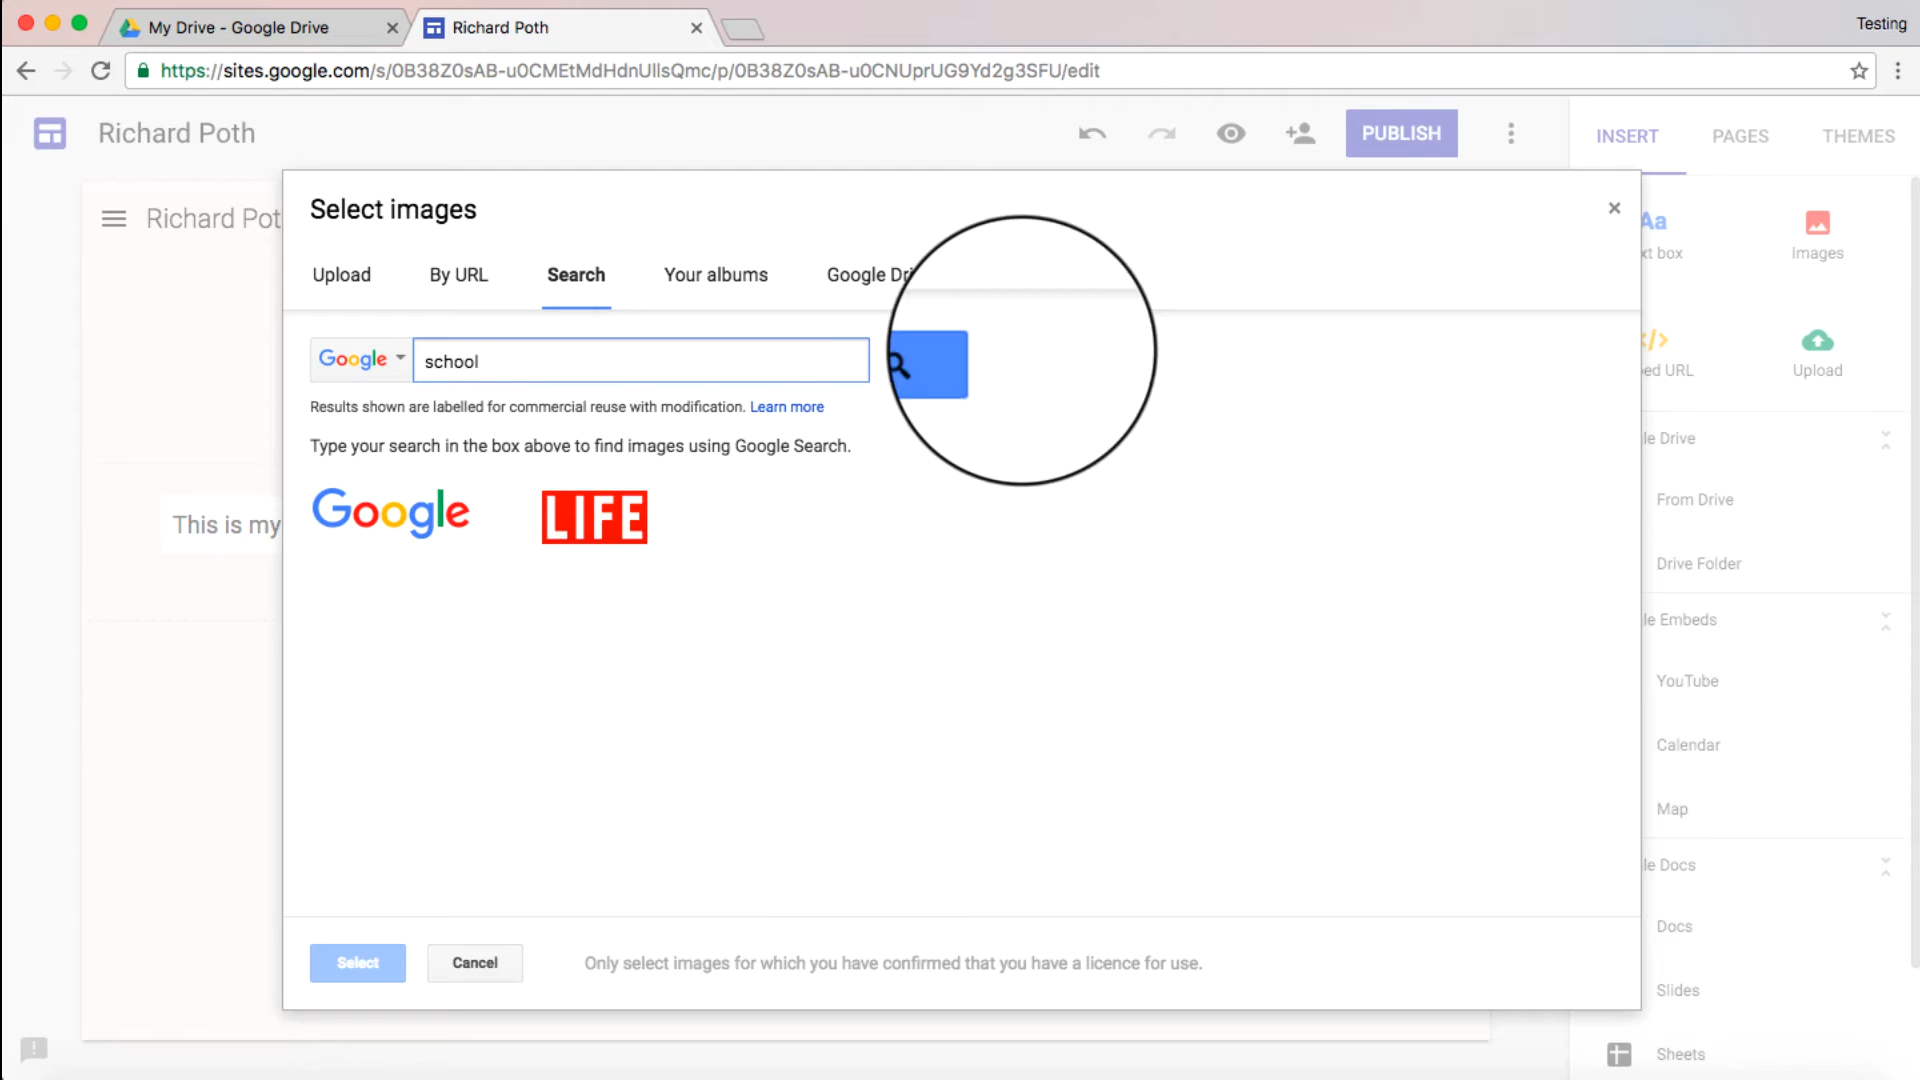 My Drive - Google Drive
Richard Poth
Testing
https://sites.google.com/s/0B38Z0sAB-u0CMEtMdHdnUllsQmc/p/0B38Z0sAB-u0CNUprUG9Yd2g3SFU/edit
Richard Poth
PUBLISH
INSERT
PAGES
THEMES
Richard Pot
Select images
Upload
By URL
Search
Your albums
Google Dri
Aa
xt box
Images
Google
school
Results shown are labelled for commercial reuse with modification. Learn more
Type your search in the box above to find images using Google Search.
Google
LIFE
</>
ed URL
Upload
le Drive
From Drive
Drive Folder
This is my
le Embeds
YouTube
Calendar
Map
le Docs
Docs
Slides
Sheets
Select
Cancel
Only select images for which you have confirmed that you have a licence for use.